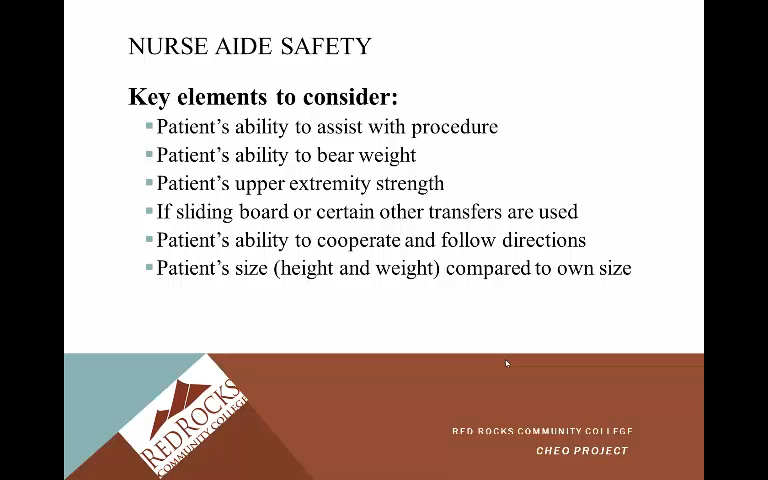 NURSE AIDE SAFETY
Key elements to consider:
Patient's ability to assist with procedure
Patient's ability to bear weight
Patient's upper extremity strength
If sliding board or certain other transfers are used
Patient's ability to cooperate and follow directions
Patient's size (height and weight) compared to own size
RED ROCKS
COMMUNITY COLLEGE
RED ROCKS COMMUNITY COLLEGE
CHEO PROJECT